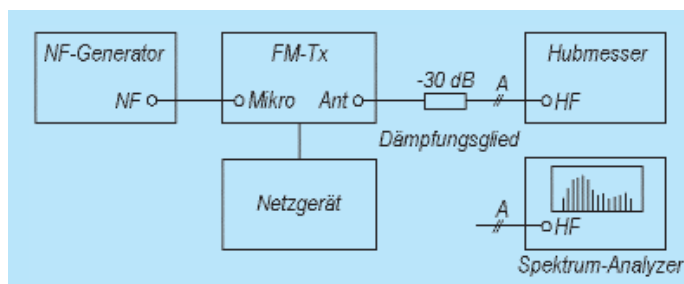 NF-Generator
NF
FM-Tx
Mikro Ant
-30 dB
A
Dämpfungsglied
Hubmesser
HF
Netzgerät
A
HF
Spektrum-Analyzer